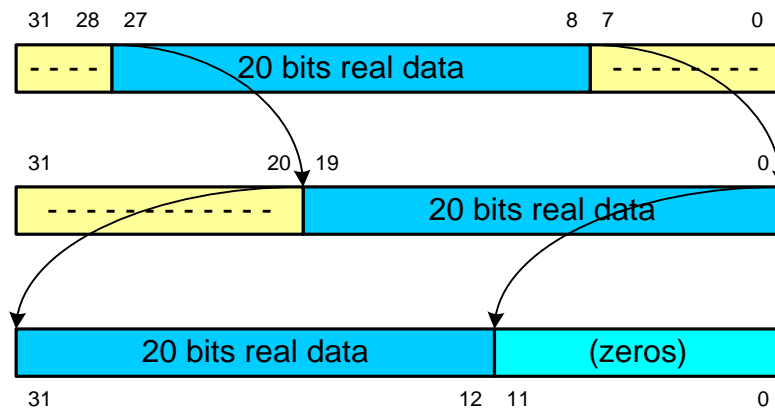 31 28 27 8 7 0
- - - - 20 bits real data - - - - - - -
31 20 19 0
- - - - - - - - - - - - - 20 bits real data
20 bits real data (zeros)
31 12 11 0